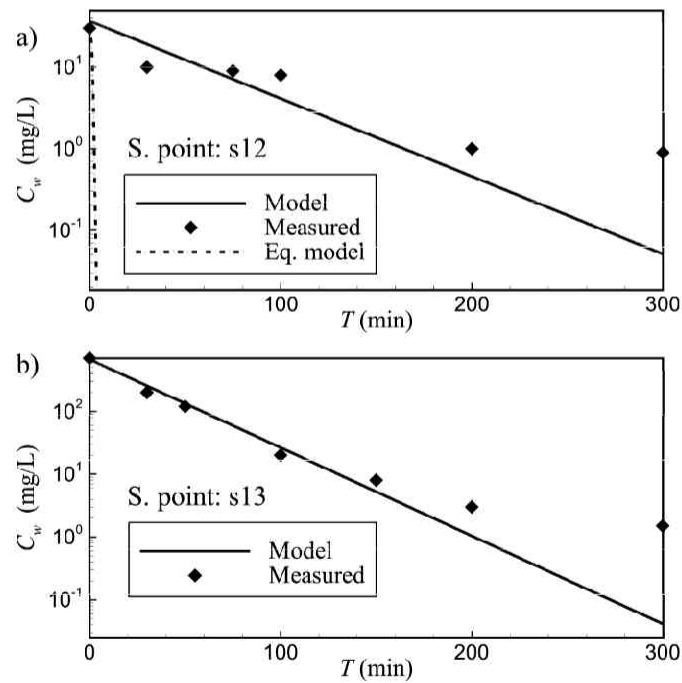 a)
10¹
10⁰
10⁻¹
C_w (mg/L)
S. point: s12
Model
Measured
Eq. model
0 100 200 300
T (min)
b)
10²
10¹
10⁰
10⁻¹
C_w (mg/L)
S. point: s13
Model
Measured
0 100 200 300
T (min)